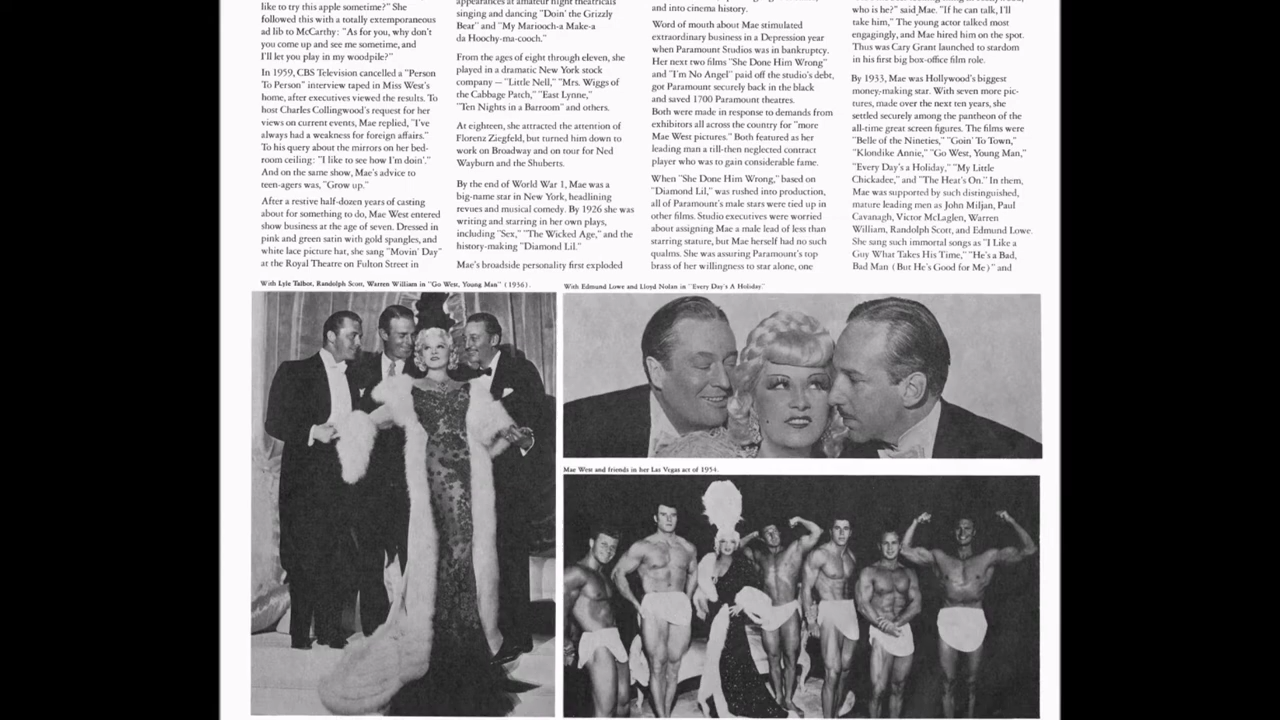 like to try this apple sometime?" She
followed this with a totally extemporaneous
ad lib to McCarthy: "As for you, why don't
you come up and see me sometime, and
I'll let you play in my woodpile?"
In 1959, CBS Television cancelled a "Person
To Person" interview taped in Miss West's
home, after executives viewed the results. To
host Charles Collingwood's request for her
views on current events, Mae replied, "I've
always had a weakness for foreign affairs."
To his query about the mirrors on her bed-
room ceiling: "I like to see how I'm doin'."
And on the same show, Mae's advice to
teen-agers was, "Grow up."
After a restive half-dozen years of casting
about for something to do, Mae West entered
show business at the age of seven. Dressed in
pink and green satin with gold spangles, and
white lace picture hat, she sang "Movin' Day"
at the Royal Theatre on Fulton Street in
appearances at amateur night theatricals
singing and dancing "Doin' the Grizzly
Bear" and "My Mariooch-a Make-a
da Hoochy-ma-cooch."
From the ages of eight through eleven, she
played in a dramatic New York stock
company — "Little Nell," "Mrs. Wiggs of
the Cabbage Patch," "East Lynne,"
"Ten Nights in a Barroom" and others.
At eighteen, she attracted the attention of
Florenz Ziegfeld, but turned him down to
work on Broadway and on tour for Ned
Wayburn and the Shuberts.
By the end of World War 1, Mae was a
big-name star in New York, headlining
revues and musical comedy. By 1926 she was
writing and starring in her own plays,
including "Sex," "The Wicked Age," and the
history-making "Diamond Lil."
Mae's broadside personality first exploded
and into cinema history.
Word of mouth about Mae stimulated
extraordinary business in a Depression year
when Paramount Studios was in bankruptcy.
Her next two films "She Done Him Wrong"
and "I'm No Angel" paid off the studio's debt,
got Paramount securely back in the black
and saved 1700 Paramount theatres.
Both were made in response to demands from
exhibitors all across the country for "more
Mae West pictures." Both featured as her
leading man a till-then neglected contract
player who was to gain considerable fame.
When "She Done Him Wrong," based on
"Diamond Lil," was rushed into production,
all of Paramount's male stars were tied up in
other films. Studio executives were worried
about assigning Mae a male lead of less than
starring stature, but Mae herself had no such
qualms. She was assuring Paramount's top
brass of her willingness to star alone, one
who is he?" said Mae. "If he can talk, I'll
take him," The young actor talked most
engagingly, and Mae hired him on the spot.
Thus was Cary Grant launched to stardom
in his first big box-office film role.
By 1933, Mae was Hollywood's biggest
money-making star. With seven more pic-
tures, made over the next ten years, she
settled securely among the pantheon of the
all-time great screen figures. The films were
"Belle of the Nineties," "Goin' To Town,"
"Klondike Annie," "Go West, Young Man,"
"Every Day's a Holiday," "My Little
Chickadee," and "The Heat's On." In them,
Mae was supported by such distinguished,
mature leading men as John Miljan, Paul
Cavanagh, Victor McLaglen, Warren
William, Randolph Scott, and Edmund Lowe.
She sang such immortal songs as "I Like a
Guy What Takes His Time," "He's a Bad,
Bad Man (But He's Good for Me)" and
With Lyle Talbot, Randolph Scott, Warren William in "Go West, Young Man" (1936).
With Edmund Lowe and Lloyd Nolan in "Every Day's A Holiday."
Mae West and friends in her Las Vegas act of 1954.